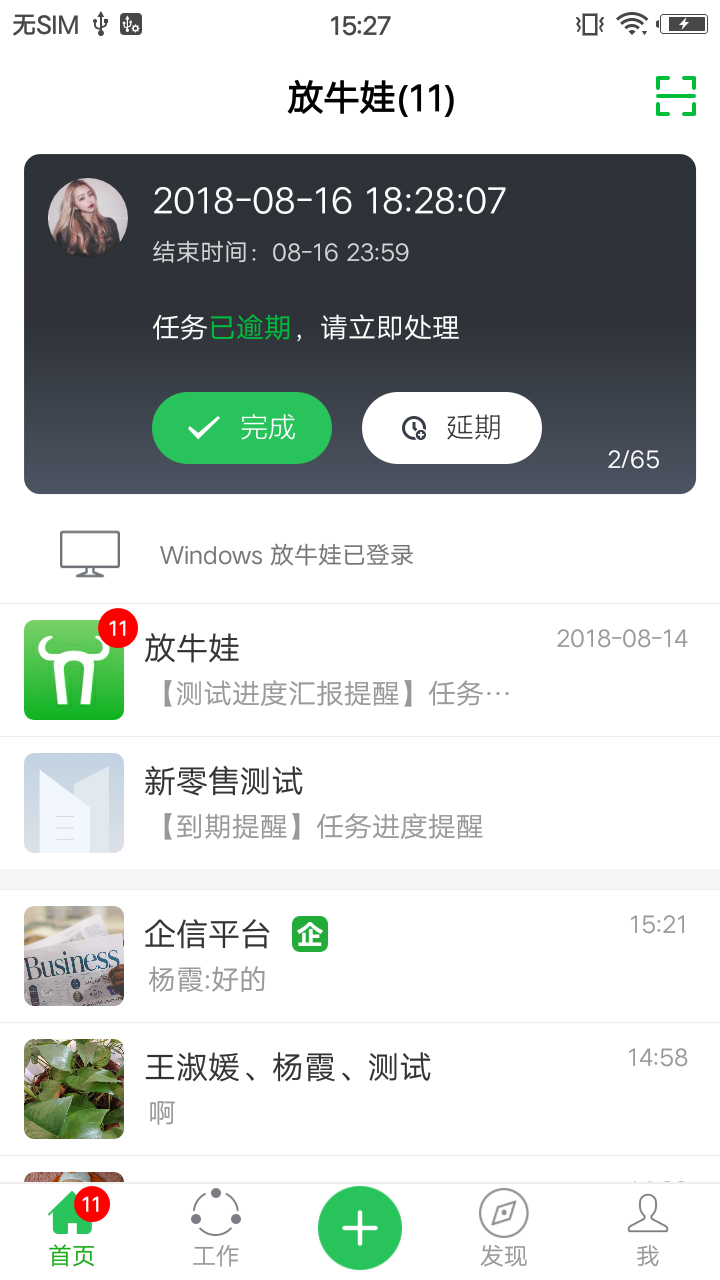 无SIM 15:27
放牛娃(11)
2018-08-16 18:28:07
结束时间：08-16 23:59
任务已逾期，请立即处理
完成 延期
2/65
Windows 放牛娃已登录
11
放牛娃 2018-08-14
【测试进度汇报提醒】任务…
新零售测试
【到期提醒】任务进度提醒
企信平台 企 15:21
Business
杨霞:好的
王淑媛、杨霞、测试 14:58
啊
11
首页 工作 发现 我